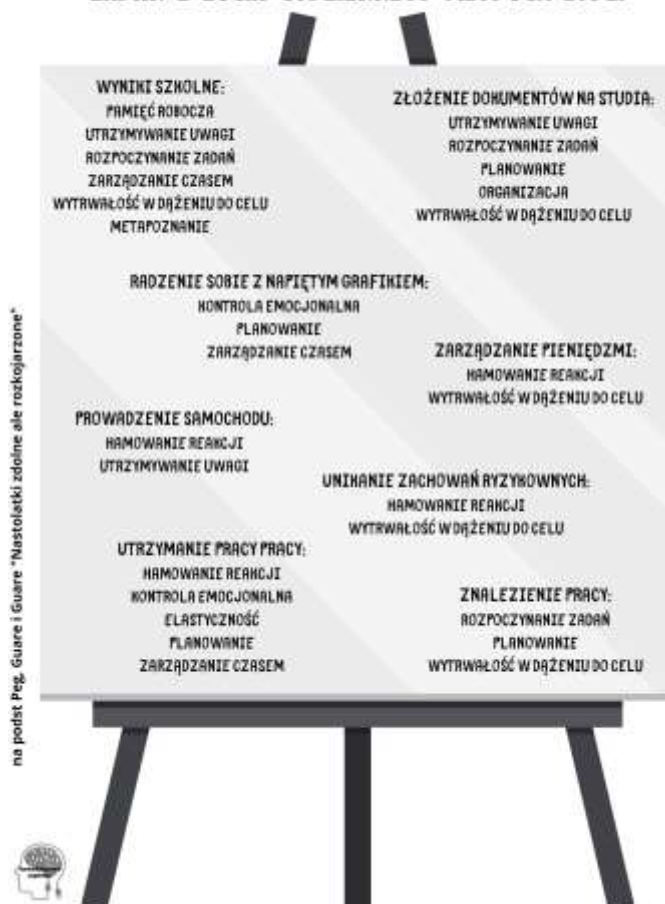 WYNIKI SZKOLNE:
PAMIĘĆ ROBOCZA
UTRZYMYWANIE UWAGI
ROZPOCZYNANIE ZADAŃ
ZARZĄDZANIE CZASEM
WYTRWAŁOŚĆ W DĄŻENIU DO CELU
METAPOZNANIE
ZŁOŻENIE DOKUMENTÓW NA STUDIA:
UTRZYMYWANIE UWAGI
ROZPOCZYNANIE ZADAŃ
PLANOWANIE
ORGANIZACJA
WYTRWAŁOŚĆ W DĄŻENIU DO CELU
RADZENIE SOBIE Z NAPIĘTYM GRAFIKIEM:
KONTROLA EMOCJONALNA
PLANOWANIE
ZARZĄDZANIE CZASEM
ZARZĄDZANIE PIENIĘDZMI:
HAMOWANIE REAKCJI
WYTRWAŁOŚĆ W DĄŻENIU DO CELU
PROWADZENIE SAMOCHODU:
HAMOWANIE REAKCJI
UTRZYMYWANIE UWAGI
UNIKANIE ZACHOWAŃ RYZYKOWNYCH:
HAMOWANIE REAKCJI
WYTRWAŁOŚĆ W DĄŻENIU DO CELU
UTRZYMANIE PRACY PRACY:
HAMOWANIE REAKCJI
KONTROLA EMOCJONALNA
ELASTYCZNOŚĆ
PLANOWANIE
ZARZĄDZANIE CZASEM
ZNALEZIENIE PRACY:
ROZPOCZYNANIE ZADAŃ
PLANOWANIE
WYTRWAŁOŚĆ W DĄŻENIU DO CELU
na podst Peg, Guare i Guare "Nastolatki zdolne ale rozkojarzone"